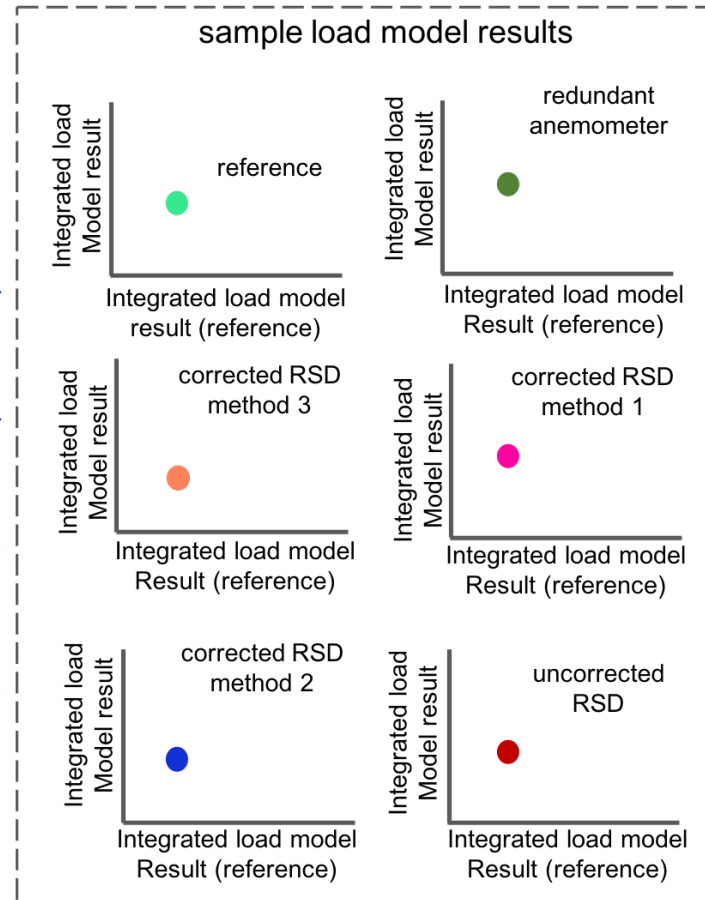 sample load model results
Integrated load
Model result
reference
Integrated load model
result (reference)
Integrated load
Model result
redundant
anemometer
Integrated load model
Result (reference)
Integrated load
Model result
corrected RSD
method 3
Integrated load model
Result (reference)
Integrated load
Model result
corrected RSD
method 1
Integrated load model
Result (reference)
Integrated load
Model result
corrected RSD
method 2
Integrated load model
Result (reference)
Integrated load
Model result
uncorrected
RSD
Integrated load model
Result (reference)